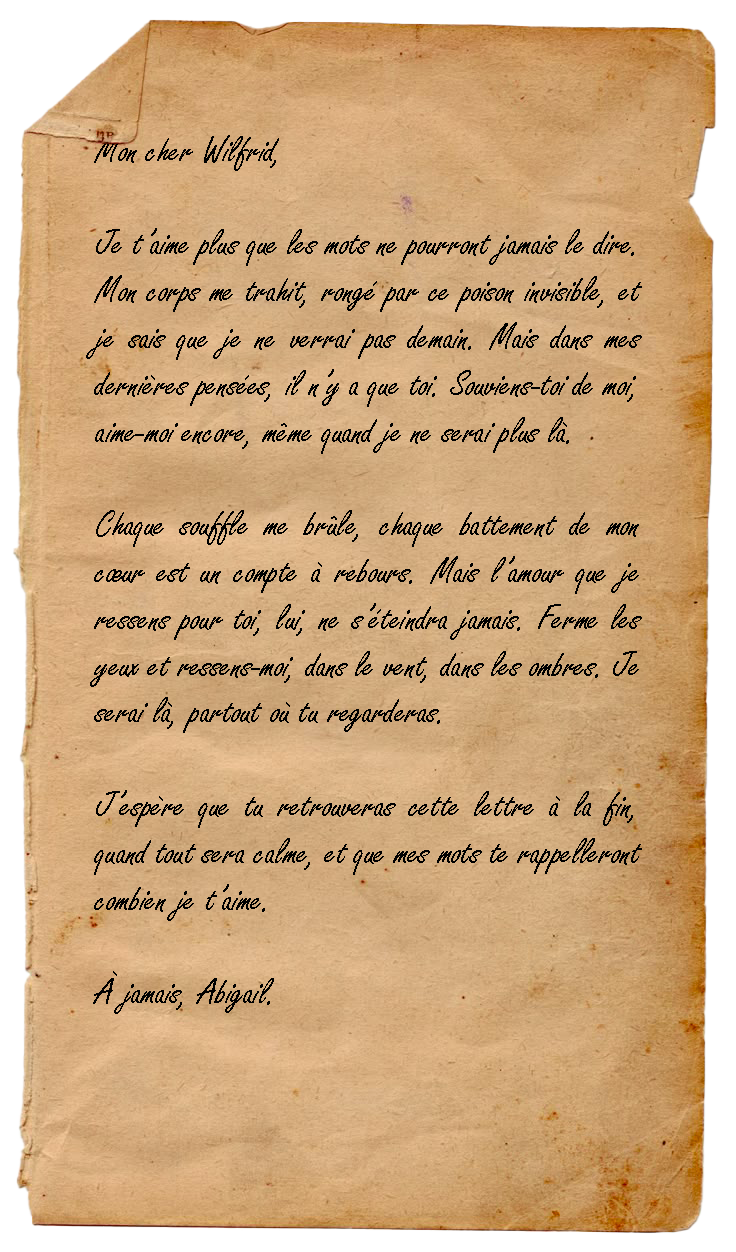 Mon cher Wilfrid,
Je t'aime plus que les mots ne pourront jamais le dire.
Mon corps me trahit, rongé par ce poison invisible, et
je sais que je ne verrai pas demain. Mais dans mes
dernières pensées, il n'y a que toi. Souviens-toi de moi,
aime-moi encore, même quand je ne serai plus là.
Chaque souffle me brûle, chaque battement de mon
cœur est un compte à rebours. Mais l'amour que je
ressens pour toi, lui, ne s'éteindra jamais. Ferme les
yeux et ressens-moi, dans le vent, dans les ombres. Je
serai là, partout où tu regarderas.
J'espère que tu retrouveras cette lettre à la fin,
quand tout sera calme, et que mes mots te rappelleront
combien je t'aime.
À jamais, Abigail.